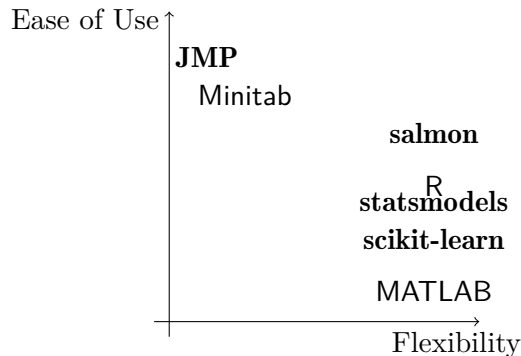 Ease of Use
JMP
Minitab
salmon
R
statsmodels
scikit-learn
MATLAB
Flexibility